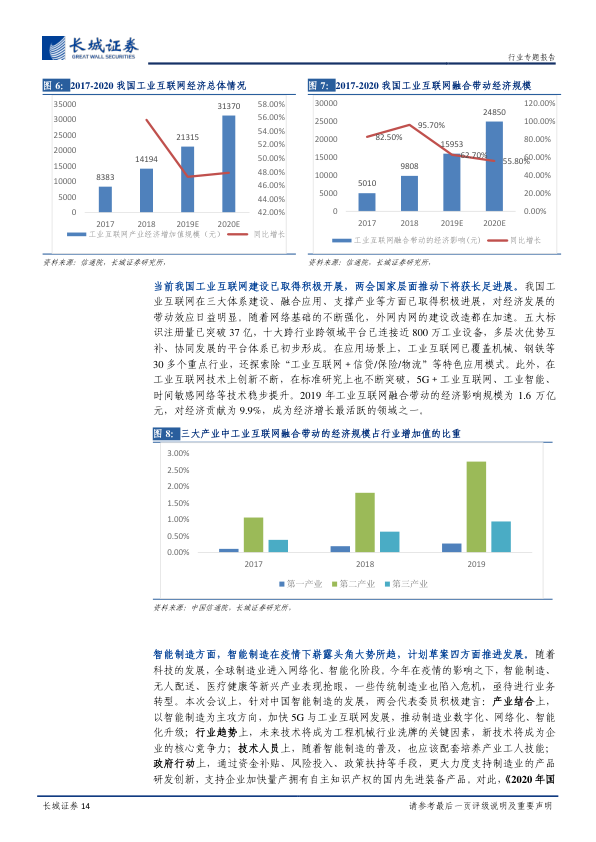 长城证券
GREAT WALL SECURITIES
行业专题报告
图 6: 2017-2020 我国工业互联网经济总体情况
35000
30000
25000
20000
15000
10000
5000
0
58.00%
56.00%
54.00%
52.00%
50.00%
48.00%
46.00%
44.00%
42.00%
8383
14194
21315
31370
2017 2018 2019E 2020E
工业互联网产业经济增加值规模（元） 同比增长
资料来源：信通院，长城证券研究所，
图 7: 2017-2020 我国工业互联网融合带动经济规模
30000
25000
20000
15000
10000
5000
0
120.00%
100.00%
80.00%
60.00%
40.00%
20.00%
0.00%
5010
9808
15953
24850
82.50%
95.70%
62.70%
55.80%
2017 2018 2019E 2020E
工业互联网融合带动的经济影响(元) 同比增长
资料来源：信通院，长城证券研究所，
当前我国工业互联网建设已取得积极开展，两会国家层面推动下将获长足进展。我国工
业互联网在三大体系建设、融合应用、支撑产业等方面已取得积极进展，对经济发展的
带动效应日益明显。随着网络基础的不断强化，外网内网的建设改造都在加速。五大标
识注册量已突破 37 亿，十大跨行业跨领域平台已连接近 800 万工业设备，多层次优势互
补、协同发展的平台体系已初步形成。在应用场景上，工业互联网已覆盖机械、钢铁等
30 多个重点行业，还探索除“工业互联网＋信贷/保险/物流”等特色应用模式。此外，在
工业互联网技术上创新不断，在标准研究上也不断突破，5G＋工业互联网、工业智能、
时间敏感网络等技术稳步提升。2019 年工业互联网融合带动的经济影响规模为 1.6 万亿
元，对经济贡献为 9.9%，成为经济增长最活跃的领域之一。
图 8: 三大产业中工业互联网融合带动的经济规模占行业增加值的比重
3.00%
2.50%
2.00%
1.50%
1.00%
0.50%
0.00%
2017 2018 2019
第一产业 第二产业 第三产业
资料来源：中国信通院，长城证券研究所，
智能制造方面，智能制造在疫情下崭露头角大势所趋，计划草案四方面推进发展。随着
科技的发展，全球制造业进入网络化、智能化阶段。今年在疫情的影响之下，智能制造、
无人配送、医疗健康等新兴产业表现抢眼，一些传统制造业也陷入危机，亟待进行业务
转型。本次会议上，针对中国智能制造的发展，两会代表委员积极建言：产业结合上，
以智能制造为主攻方向，加快 5G 与工业互联网发展，推动制造业数字化、网络化、智能
化升级；行业趋势上，未来技术将成为工程机械行业洗牌的关键因素，新技术将成为企
业的核心竞争力；技术人员上，随着智能制造的普及，也应该配套培养产业工人技能；
政府行动上，通过资金补贴、风险投入、政策扶持等手段，更大力度支持制造业的产品
研发创新，支持企业加快量产拥有自主知识产权的国内先进装备产品。对此，《2020 年国
长城证券 14
请参考最后一页评级说明及重要声明